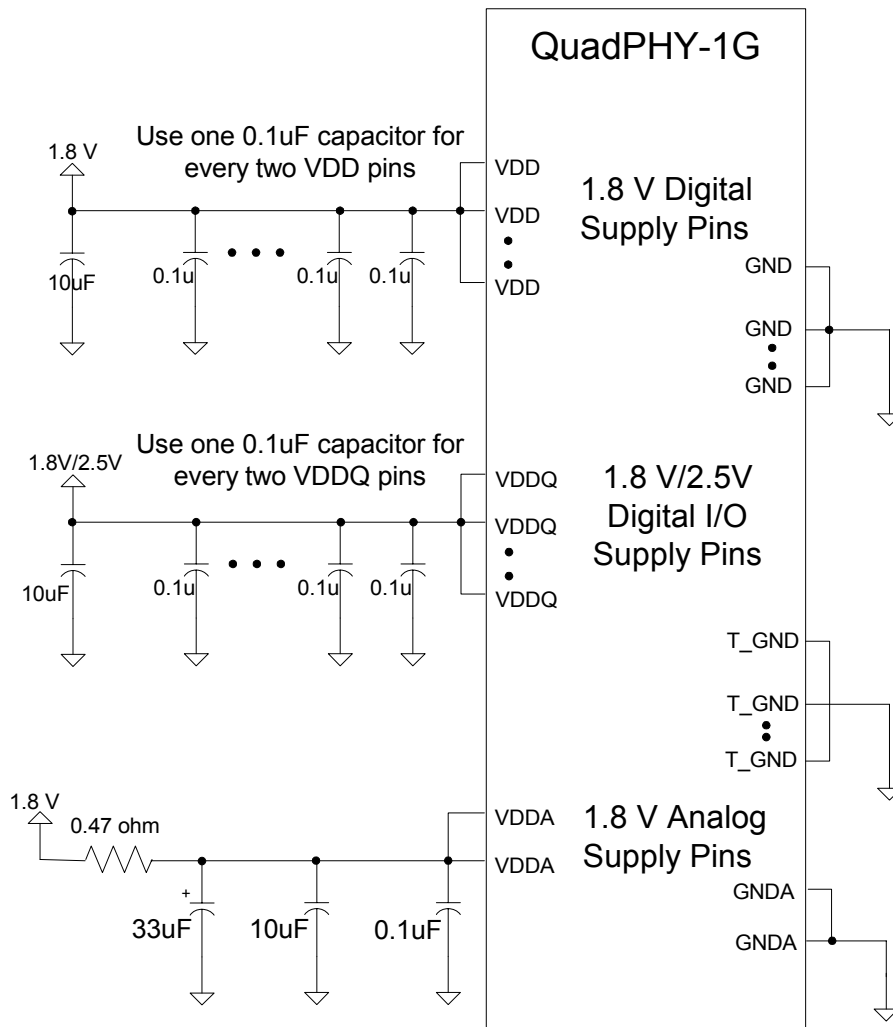 QuadPHY-1G
Use one 0.1uF capacitor for
every two VDD pins
1.8 V
VDD
VDD
VDD
1.8 V Digital
Supply Pins
10uF
0.1u
0.1u
0.1u
GND
GND
GND
Use one 0.1uF capacitor for
every two VDDQ pins
1.8V/2.5V
VDDQ
VDDQ
VDDQ
1.8 V/2.5V
Digital I/O
Supply Pins
10uF
0.1u
0.1u
0.1u
T_GND
T_GND
T_GND
1.8 V
0.47 ohm
VDDA
VDDA
1.8 V Analog
Supply Pins
+
33uF
10uF
0.1uF
GNDA
GNDA